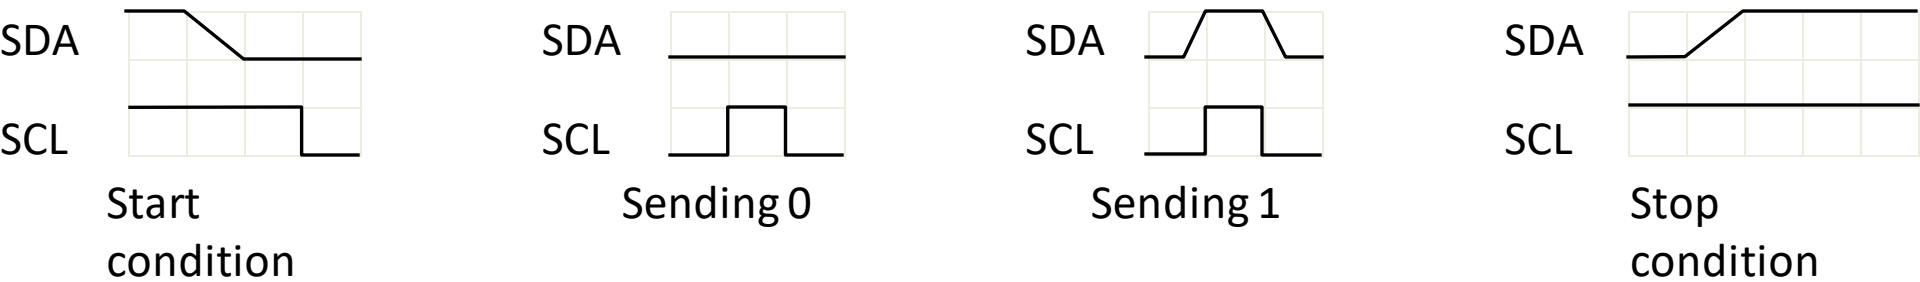 SDA
SCL
Start
condition
SDA
SCL
Sending 0
SDA
SCL
Sending 1
SDA
SCL
Stop
condition